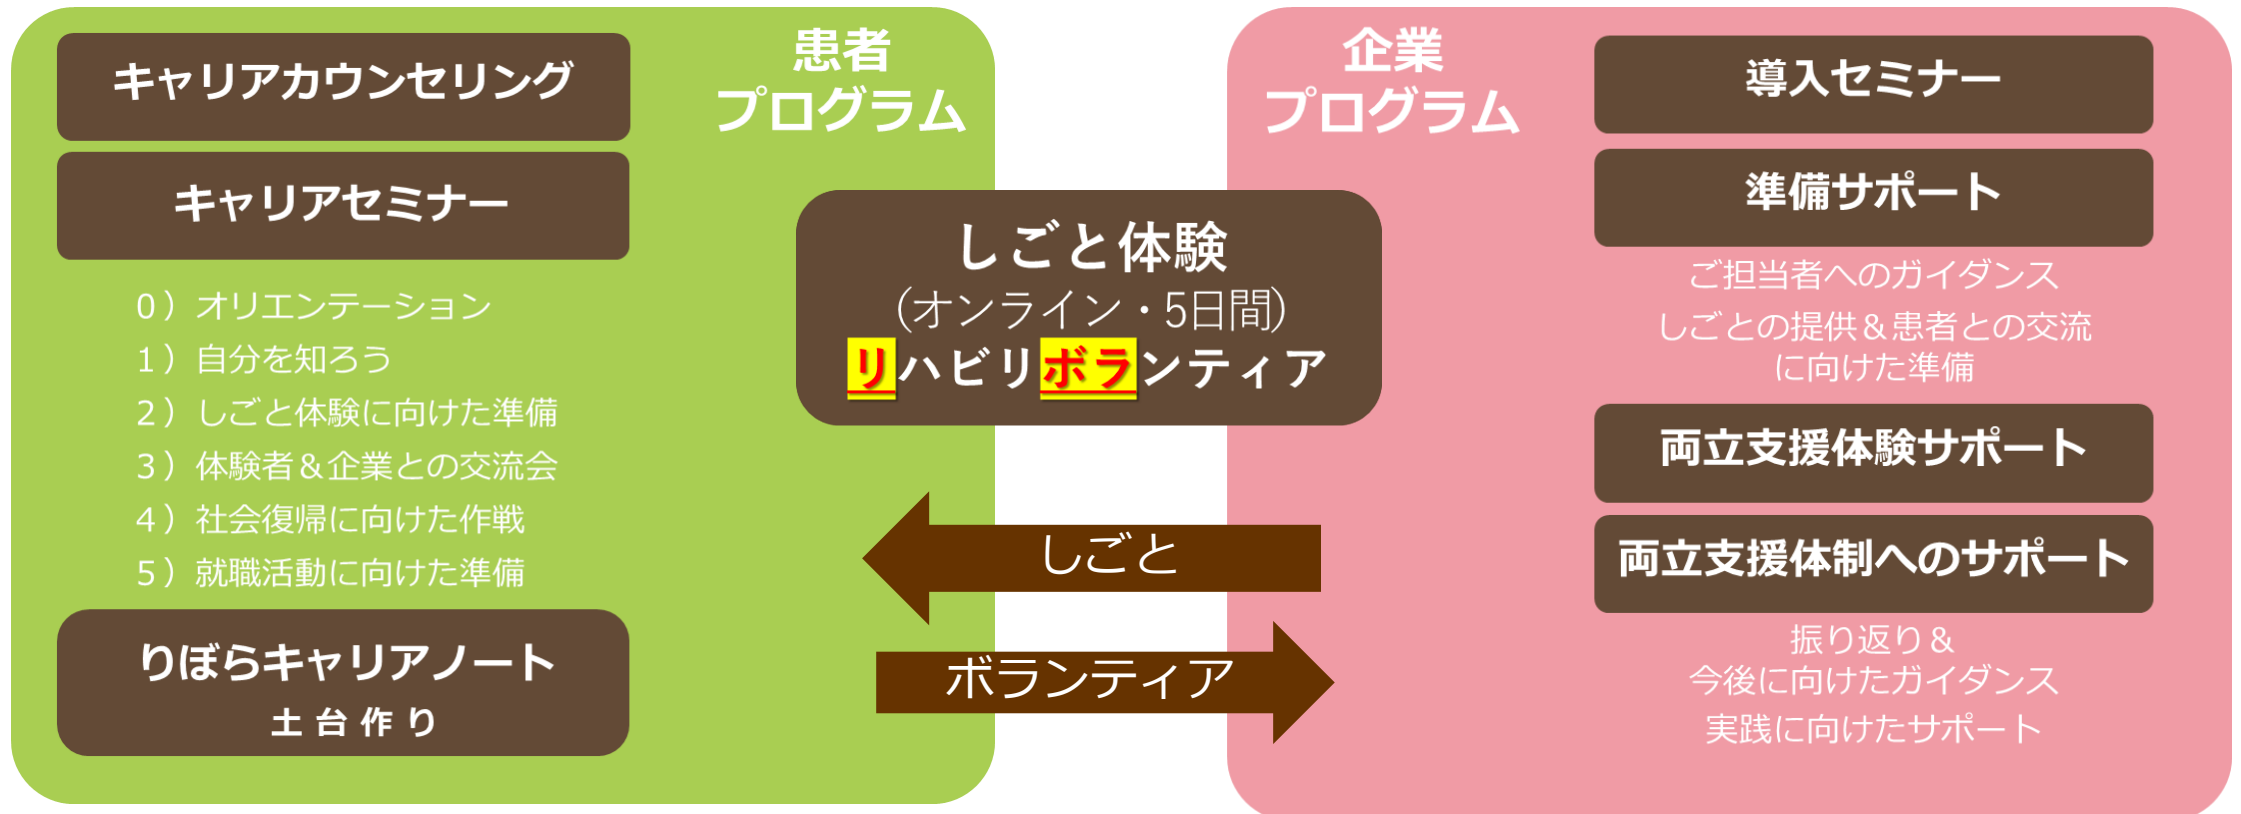 患者
プログラム
キャリアカウンセリング
キャリアセミナー
0）オリエンテーション
1）自分を知ろう
2）しごと体験に向けた準備
3）体験者＆企業との交流会
4）社会復帰に向けた作戦
5）就職活動に向けた準備
りぼらキャリアノート
土台作り
しごと体験
(オンライン・5日間)
リハビリボランティア
しごと
ボランティア
企業
プログラム
導入セミナー
準備サポート
ご担当者へのガイダンス
しごとの提供＆患者との交流
に向けた準備
両立支援体験サポート
両立支援体制へのサポート
振り返り＆
今後に向けたガイダンス
実践に向けたサポート